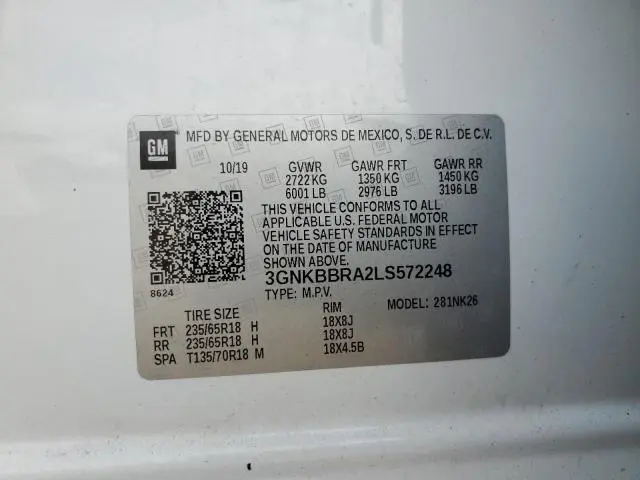 GM
MFD BY GENERAL MOTORS DE MEXICO, S. DE R.L. DE C.V.
10/19 GVWR GAWR FRT GAWR RR
2722 KG 1350 KG 1450 KG
6001 LB 2976 LB 3196 LB
THIS VEHICLE CONFORMS TO ALL
APPLICABLE U.S. FEDERAL MOTOR
VEHICLE SAFETY STANDARDS IN EFFECT
ON THE DATE OF MANUFACTURE
SHOWN ABOVE.
3GNKBBRA2LS572248
8624
TYPE: M.P.V.
MODEL: 281NK26
TIRE SIZE RIM
FRT 235/65R18 H 18X8J
RR 235/65R18 H 18X8J
SPA T135/70R18 M 18X4.5B